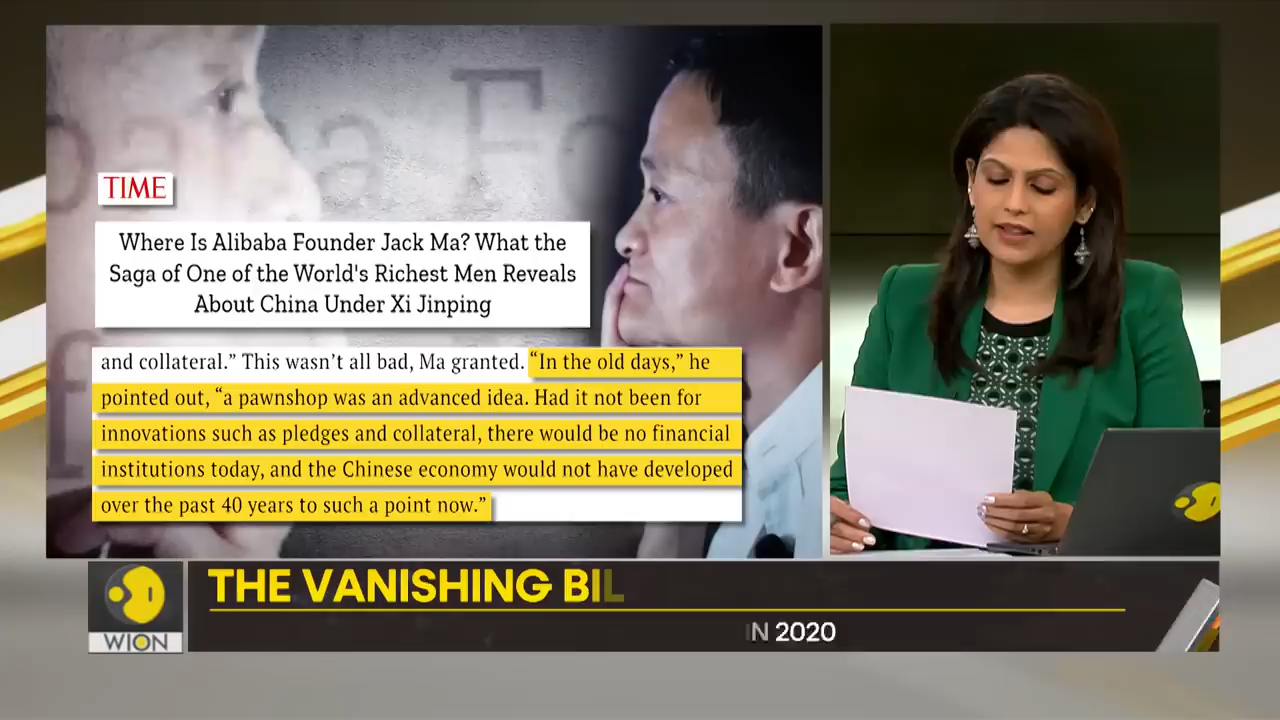 TIME
Where Is Alibaba Founder Jack Ma? What the
Saga of One of the World's Richest Men Reveals
About China Under Xi Jinping
and collateral.” This wasn’t all bad, Ma granted. “In the old days,” he
pointed out, “a pawnshop was an advanced idea. Had it not been for
innovations such as pledges and collateral, there would be no financial
institutions today, and the Chinese economy would not have developed
over the past 40 years to such a point now.”
THE VANISHING BIL
IN 2020
WION